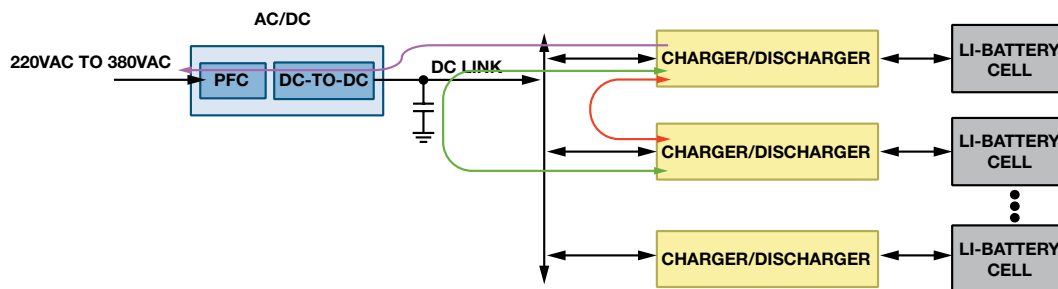 AC/DC
220VAC TO 380VAC
PFC
DC-TO-DC
DC LINK
CHARGER/DISCHARGER
LI-BATTERY
CELL
CHARGER/DISCHARGER
LI-BATTERY
CELL
CHARGER/DISCHARGER
LI-BATTERY
CELL